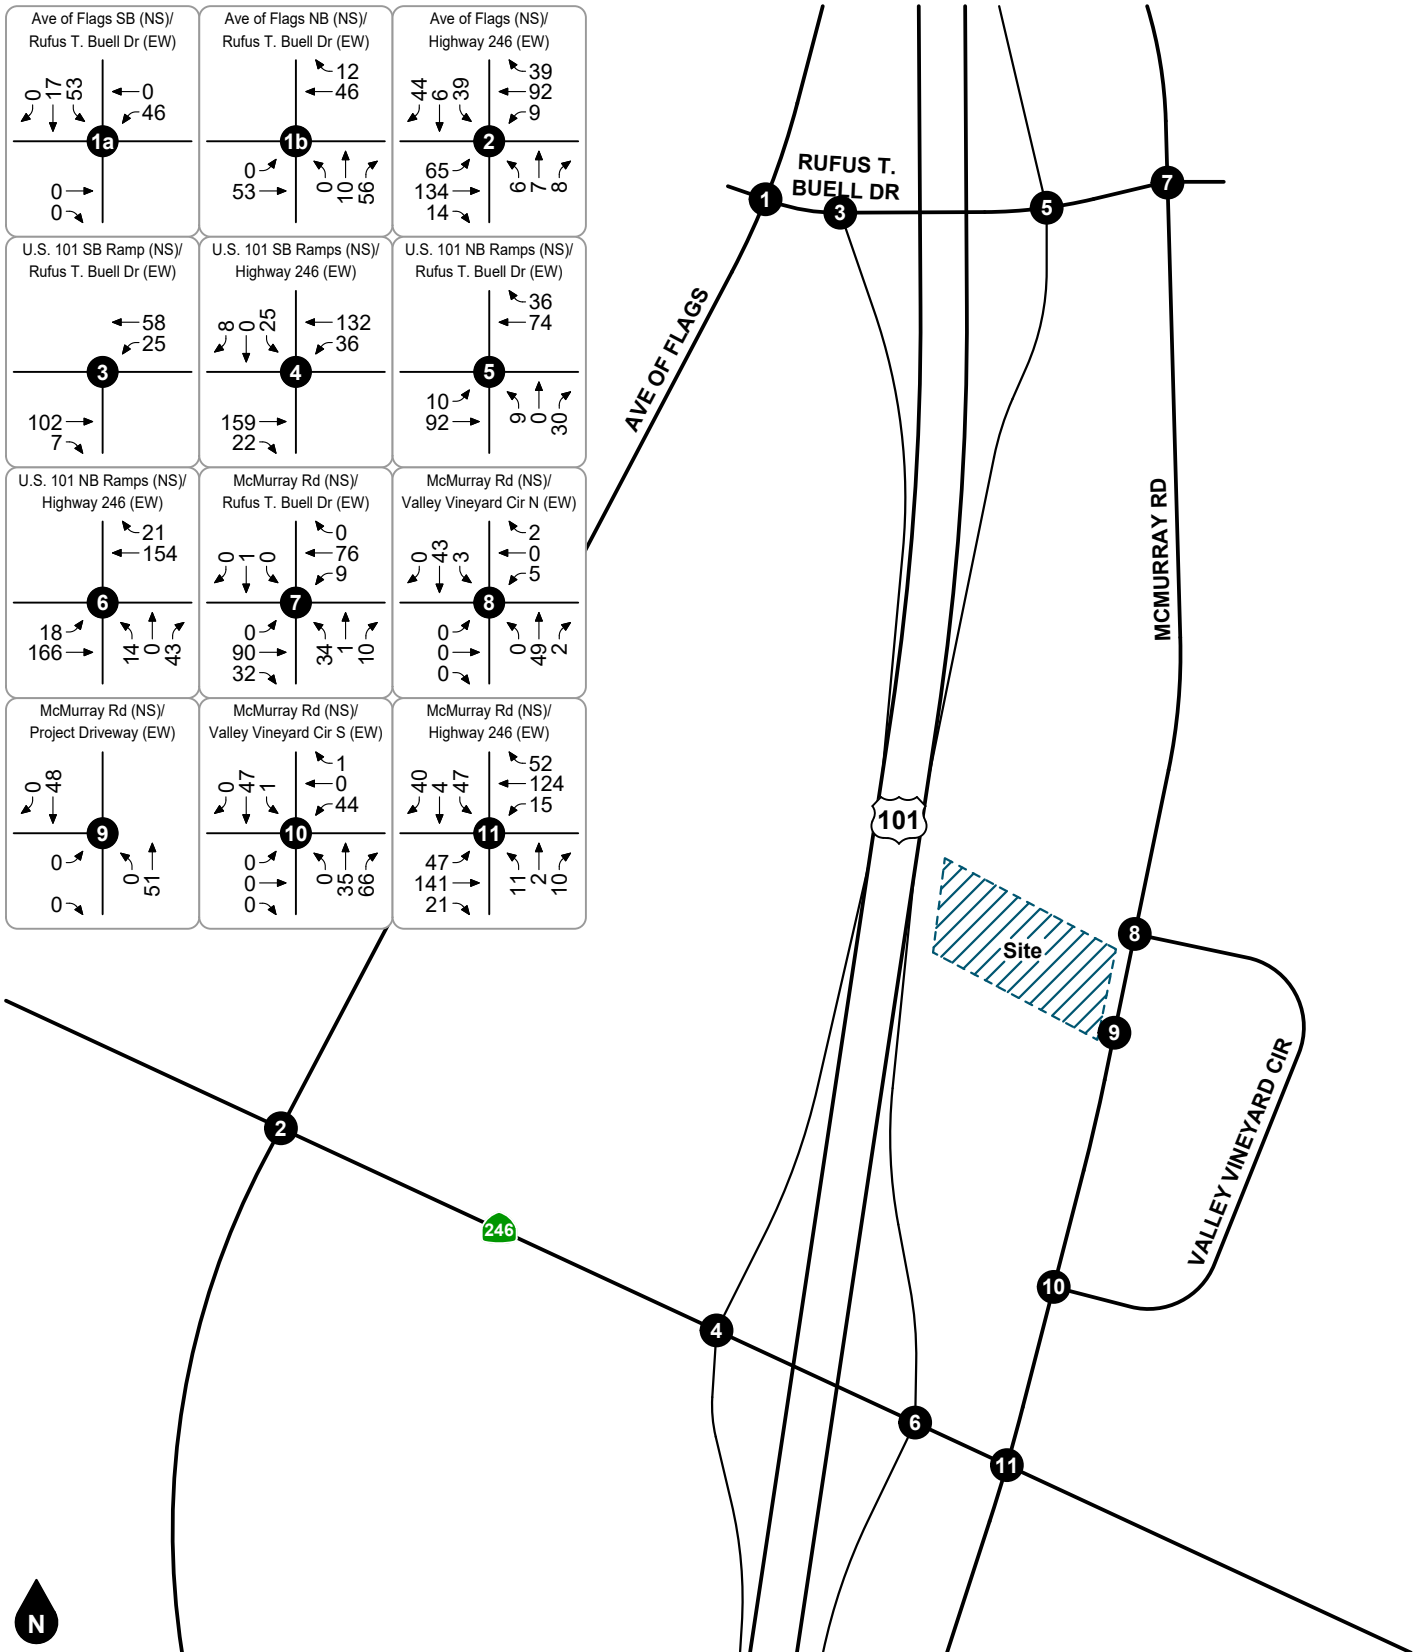 Ave of Flags SB (NS)/
Rufus T. Buell Dr (EW)
0 17 53
0
46
1a
0
0
Ave of Flags NB (NS)/
Rufus T. Buell Dr (EW)
12
46
1b
0
53
0 10 56
Ave of Flags (NS)/
Highway 246 (EW)
44 6 39
39
92
9
2
65
134
14
6 7 8
U.S. 101 SB Ramp (NS)/
Rufus T. Buell Dr (EW)
58
25
3
102
7
U.S. 101 SB Ramps (NS)/
Highway 246 (EW)
8 0 25
132
36
4
159
22
U.S. 101 NB Ramps (NS)/
Rufus T. Buell Dr (EW)
36
74
5
10
92
9 0 30
U.S. 101 NB Ramps (NS)/
Highway 246 (EW)
21
154
6
18
166
14 0 43
McMurray Rd (NS)/
Rufus T. Buell Dr (EW)
0 1 0
0
76
9
7
0
90
32
34 1 10
McMurray Rd (NS)/
Valley Vineyard Cir N (EW)
0 43 3
2
0
5
8
0
0
0
0 49 2
McMurray Rd (NS)/
Project Driveway (EW)
0 48
9
0
0
0 51
McMurray Rd (NS)/
Valley Vineyard Cir S (EW)
0 47 1
1
0
44
10
0
0
0
0 35 66
McMurray Rd (NS)/
Highway 246 (EW)
40 4 47
52
124
15
11
47
141
21
11 2 10
RUFUS T.
BUELL DR
1
3
5
7
AVE OF FLAGS
MCMURRAY RD
101
Site
8
9
VALLEY VINEYARD CIR
2
246
10
4
6
11
N